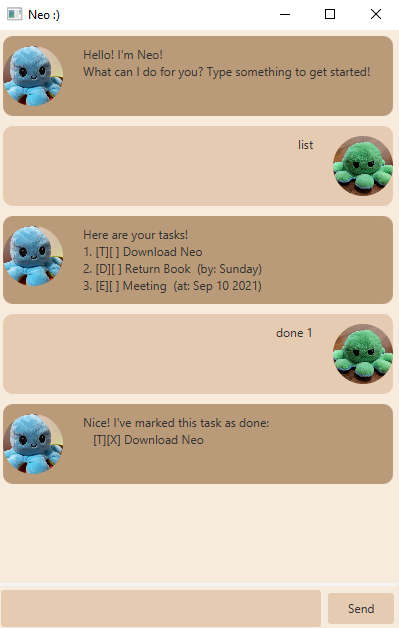 Neo :)
Hello! I'm Neo!
What can I do for you? Type something to get started!
list
Here are your tasks!
1. [T][ ] Download Neo
2. [D][ ] Return Book  (by: Sunday)
3. [E][ ] Meeting  (at: Sep 10 2021)
done 1
Nice! I've marked this task as done:
[T][X] Download Neo
Send